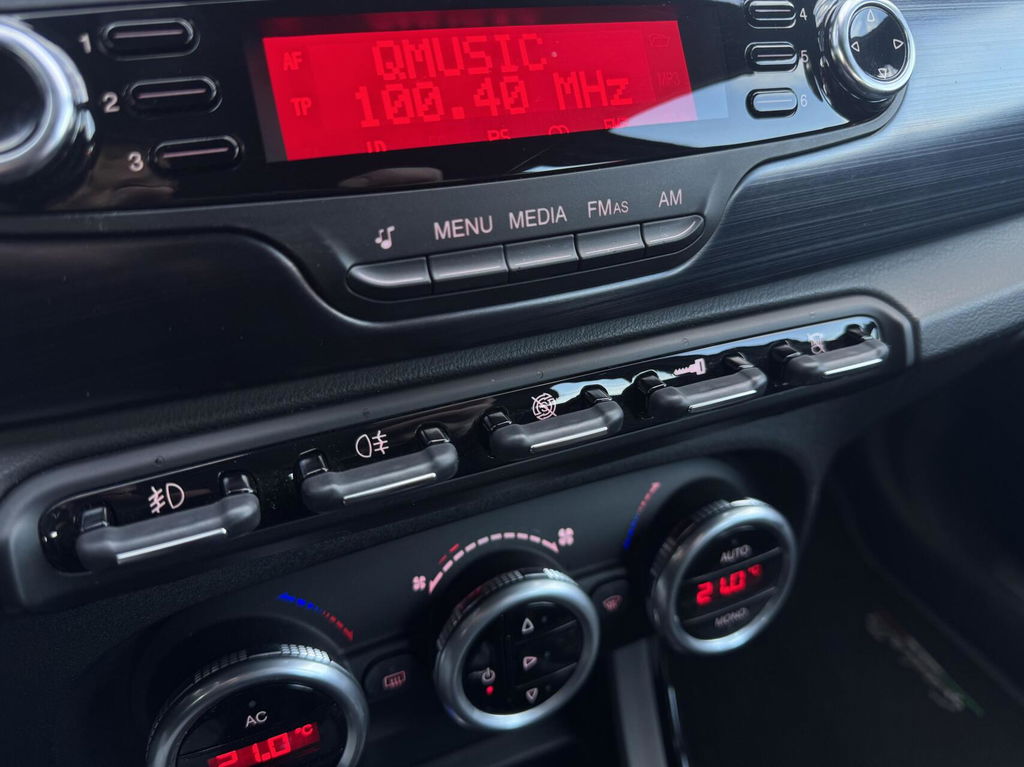 1
2
3
4
5
6
AF
QMUSIC
TP
100.40 MHz
MENU
MEDIA
FMAS
AM
AUTO
21.0
MONO
AC
21.0°C